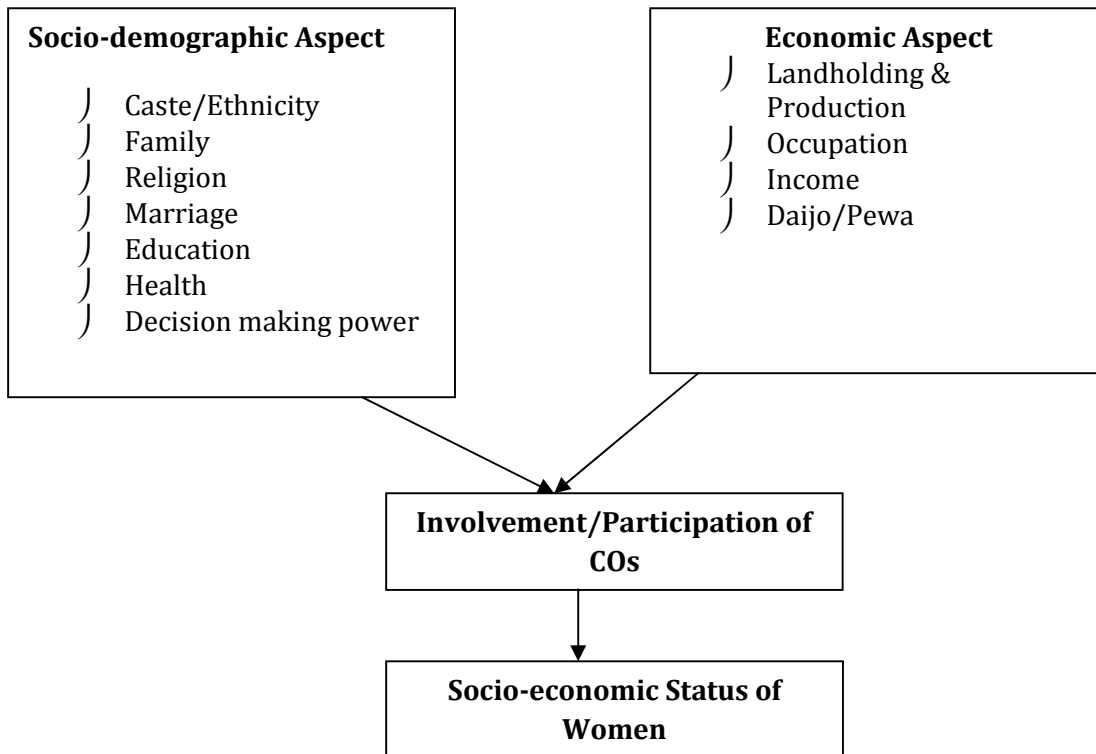 Socio-demographic Aspect
Caste/Ethnicity
Family
Religion
Marriage
Education
Health
Decision making power
Economic Aspect
Landholding &
Production
Occupation
Income
Daijo/Pewa
Involvement/Participation of
COs
Socio-economic Status of
Women